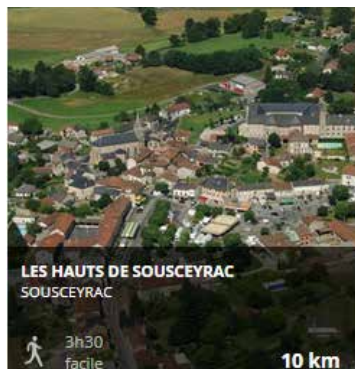 LES HAUTS DE SOUSCEYRAC
SOUSCEYRAC
3h30
facile
10 km